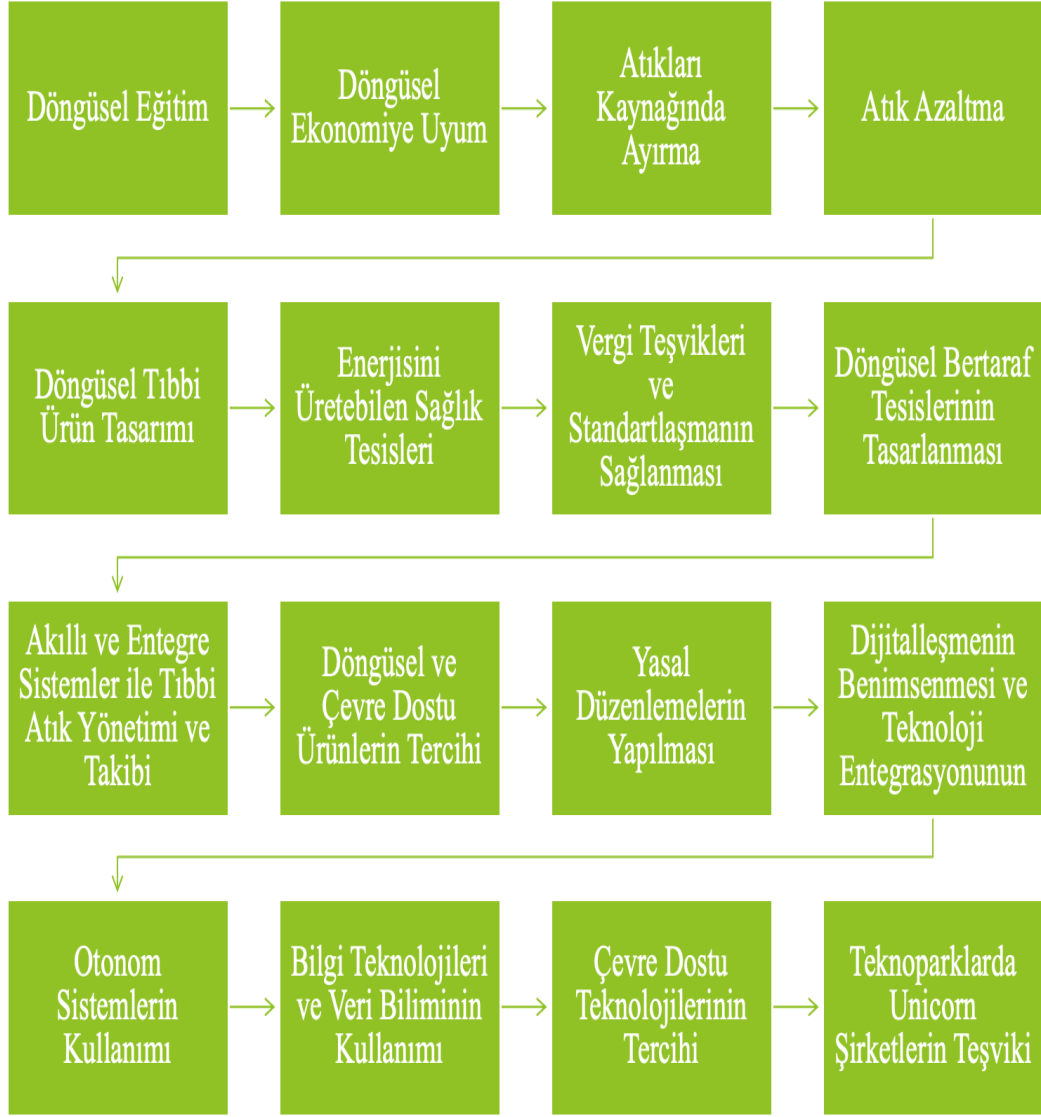 Döngüsel Eğitim
Döngüsel
Ekonomiye Uyum
Atıkları
Kaynağında
Ayırma
Atık Azaltma
Döngüsel Tıbbi
Ürün Tasarımı
Enerjisini
Üretebilen Sağlık
Tesisleri
Vergi Teşvikleri
ve
Standartlaşmanın
Sağlanması
Döngüsel Bertaraf
Tesislerinin
Tasarlanması
Akıllı ve Entegre
Sistemler ile Tıbbi
Atık Yönetimi ve
Takibi
Döngüsel ve
Çevre Dostu
Ürünlerin Tercihi
Yasal
Düzenlemelerin
Yapılması
Dijitalleşmenin
Benimsenmesi ve
Teknoloji
Entegrasyonunun
Otonom
Sistemlerin
Kullanımı
Bilgi Teknolojileri
ve Veri Biliminin
Kullanımı
Çevre Dostu
Teknolojilerinin
Tercihi
Teknoparklarda
Unicorn
Şirketlerin Teşviki